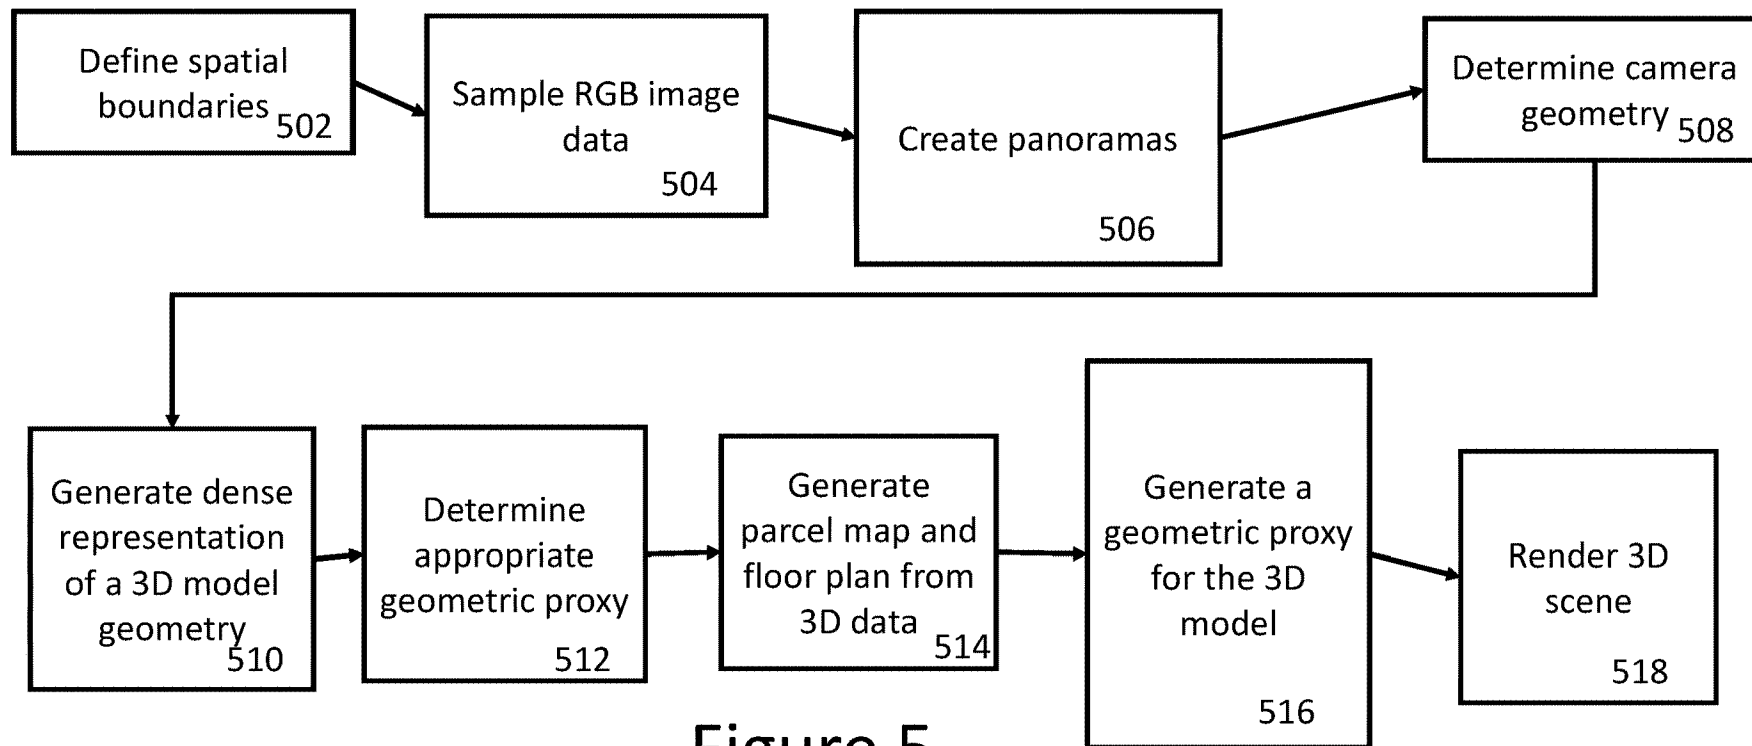 Define spatial
boundaries
502
Sample RGB image
data
504
Create panoramas
506
Determine camera
geometry
508
Generate dense
representation
of a 3D model
geometry
510
Determine
appropriate
geometric proxy
512
Generate
parcel map and
floor plan from
3D data
514
Generate a
geometric proxy
for the 3D
model
516
Render 3D
scene
518
Figure 5